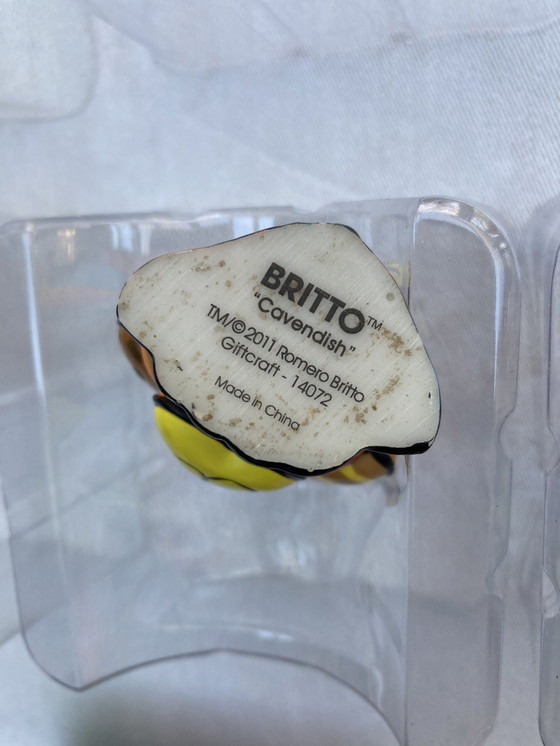 BRITTO™
"Cavendish"
TM/©2011 Romero Britto
Giftcraft - 14072
Made in China